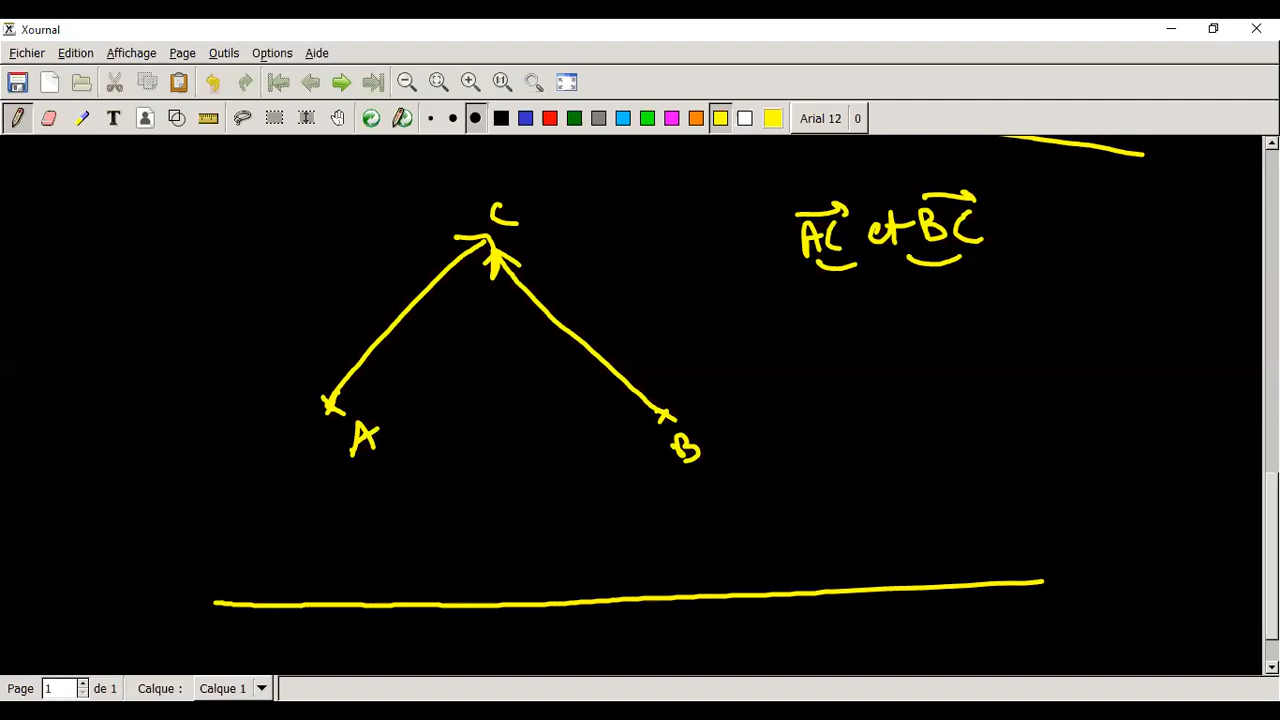 Xournal
Fichier Edition Affichage Page Outils Options Aide
Arial 12 0
C
AC et BC
A
B
Page 1 de 1 Calque : Calque 1